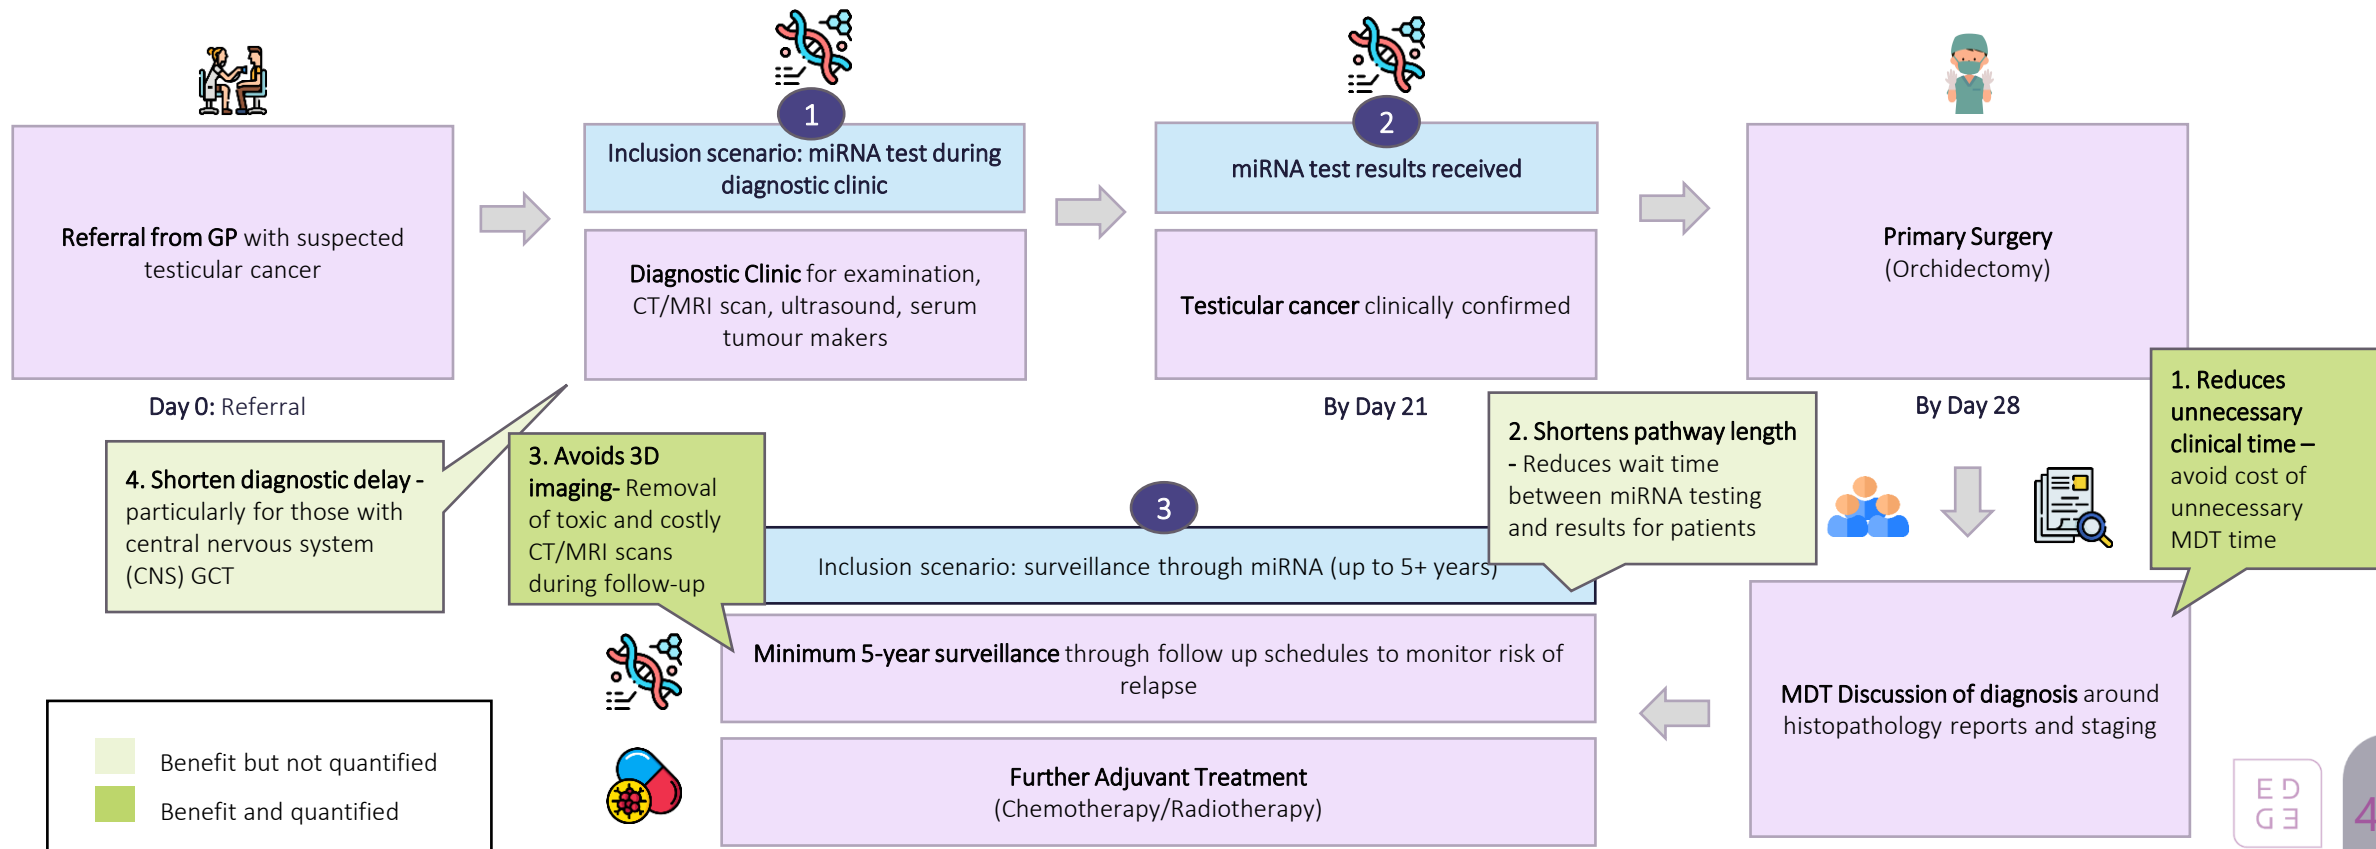 1
2
Referral from GP with suspected
testicular cancer
Inclusion scenario: miRNA test during
diagnostic clinic
Diagnostic Clinic for examination,
CT/MRI scan, ultrasound, serum
tumour makers
miRNA test results received
Testicular cancer clinically confirmed
Primary Surgery
(Orchidectomy)
Day 0: Referral
By Day 21
By Day 28
1. Reduces
unnecessary
clinical time –
avoid cost of
unnecessary
MDT time
2. Shortens pathway length
- Reduces wait time
between miRNA testing
and results for patients
3. Avoids 3D
imaging- Removal
of toxic and costly
CT/MRI scans
during follow-up
4. Shorten diagnostic delay -
particularly for those with
central nervous system
(CNS) GCT
3
Inclusion scenario: surveillance through miRNA (up to 5+ years)
Minimum 5-year surveillance through follow up schedules to monitor risk of
relapse
MDT Discussion of diagnosis around
histopathology reports and staging
Further Adjuvant Treatment
(Chemotherapy/Radiotherapy)
Benefit but not quantified
Benefit and quantified
ED
GE
4